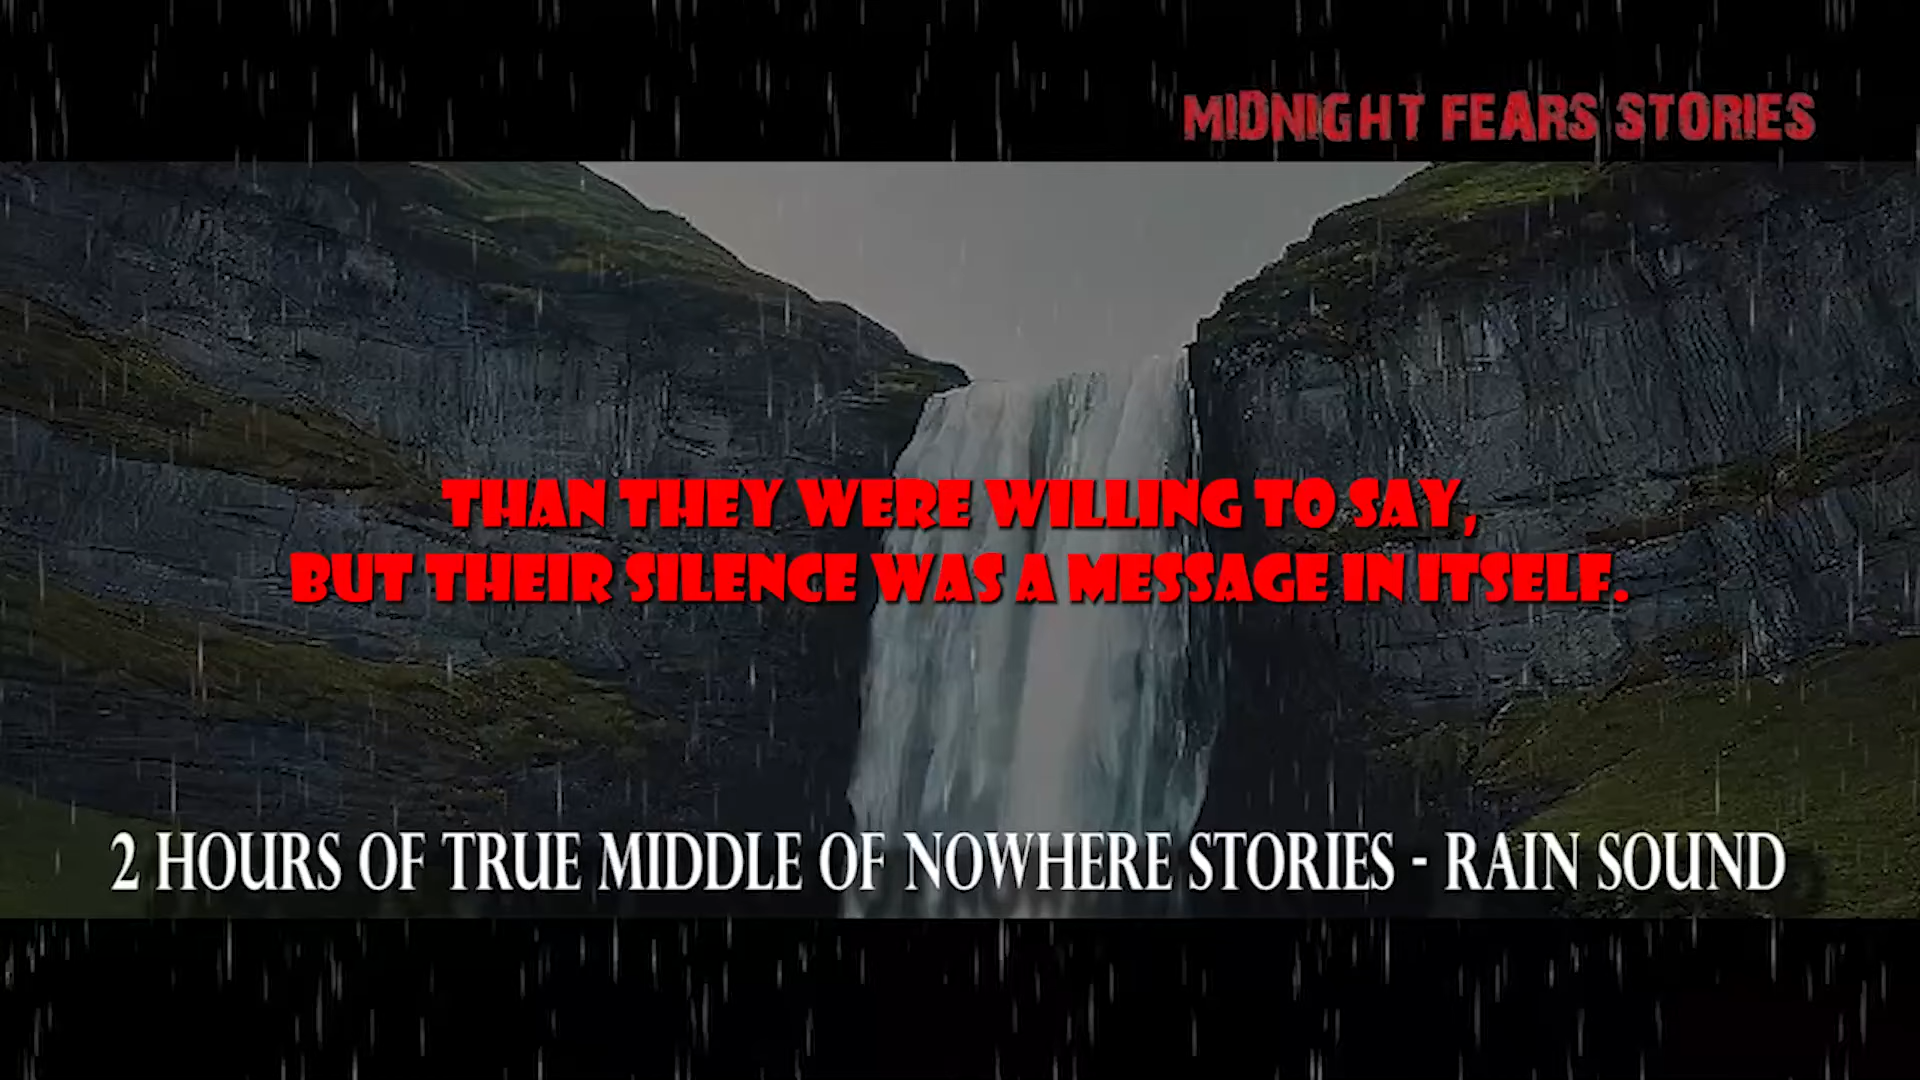 MIDNIGHT FEARS STORIES
THAN THEY WERE WILLING TO SAY,
BUT THEIR SILENCE WAS A MESSAGE IN ITSELF.
2 HOURS OF TRUE MIDDLE OF NOWHERE STORIES - RAIN SOUND